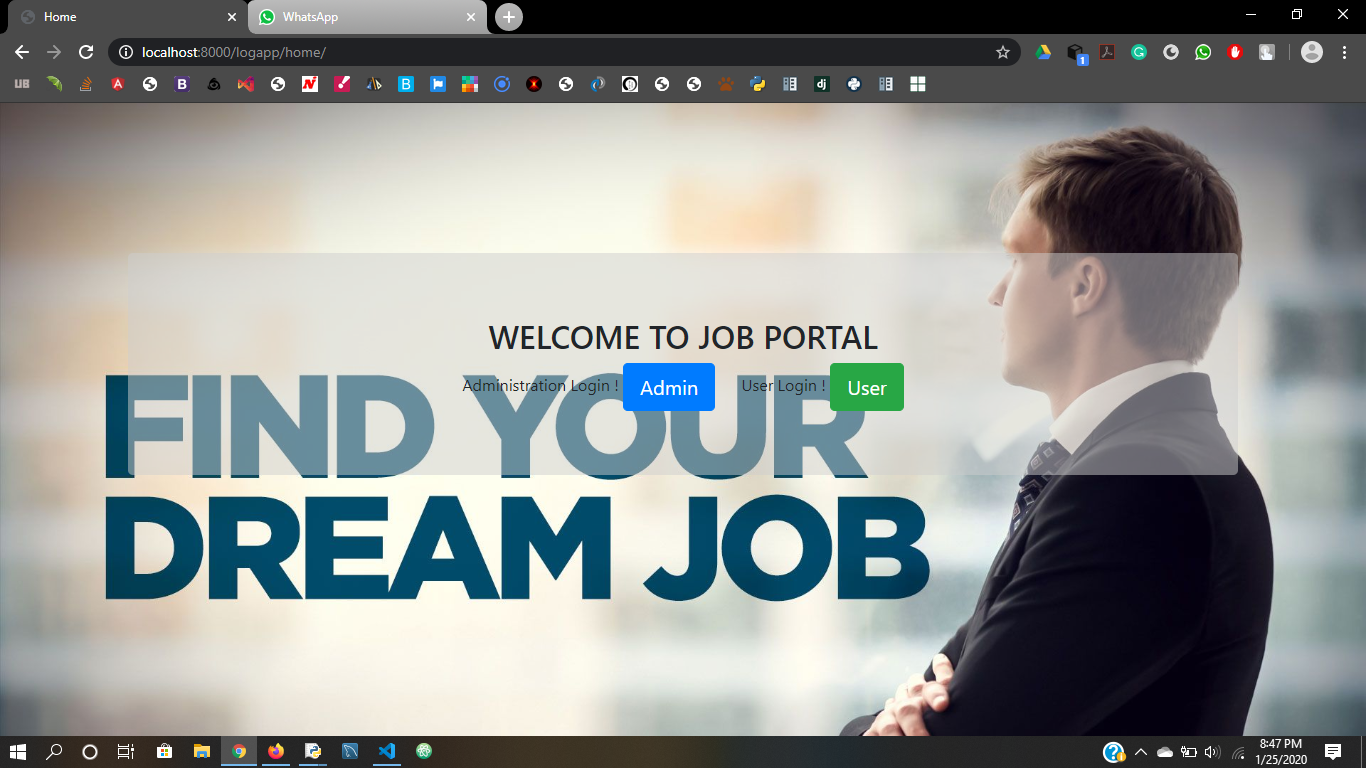 Home
WhatsApp
localhost:8000/logapp/home/
UB
B
N
B
dj
1
WELCOME TO JOB PORTAL
Administration Login ! Admin User Login ! User
FIND YOUR
DREAM JOB
8:47 PM
1/25/2020